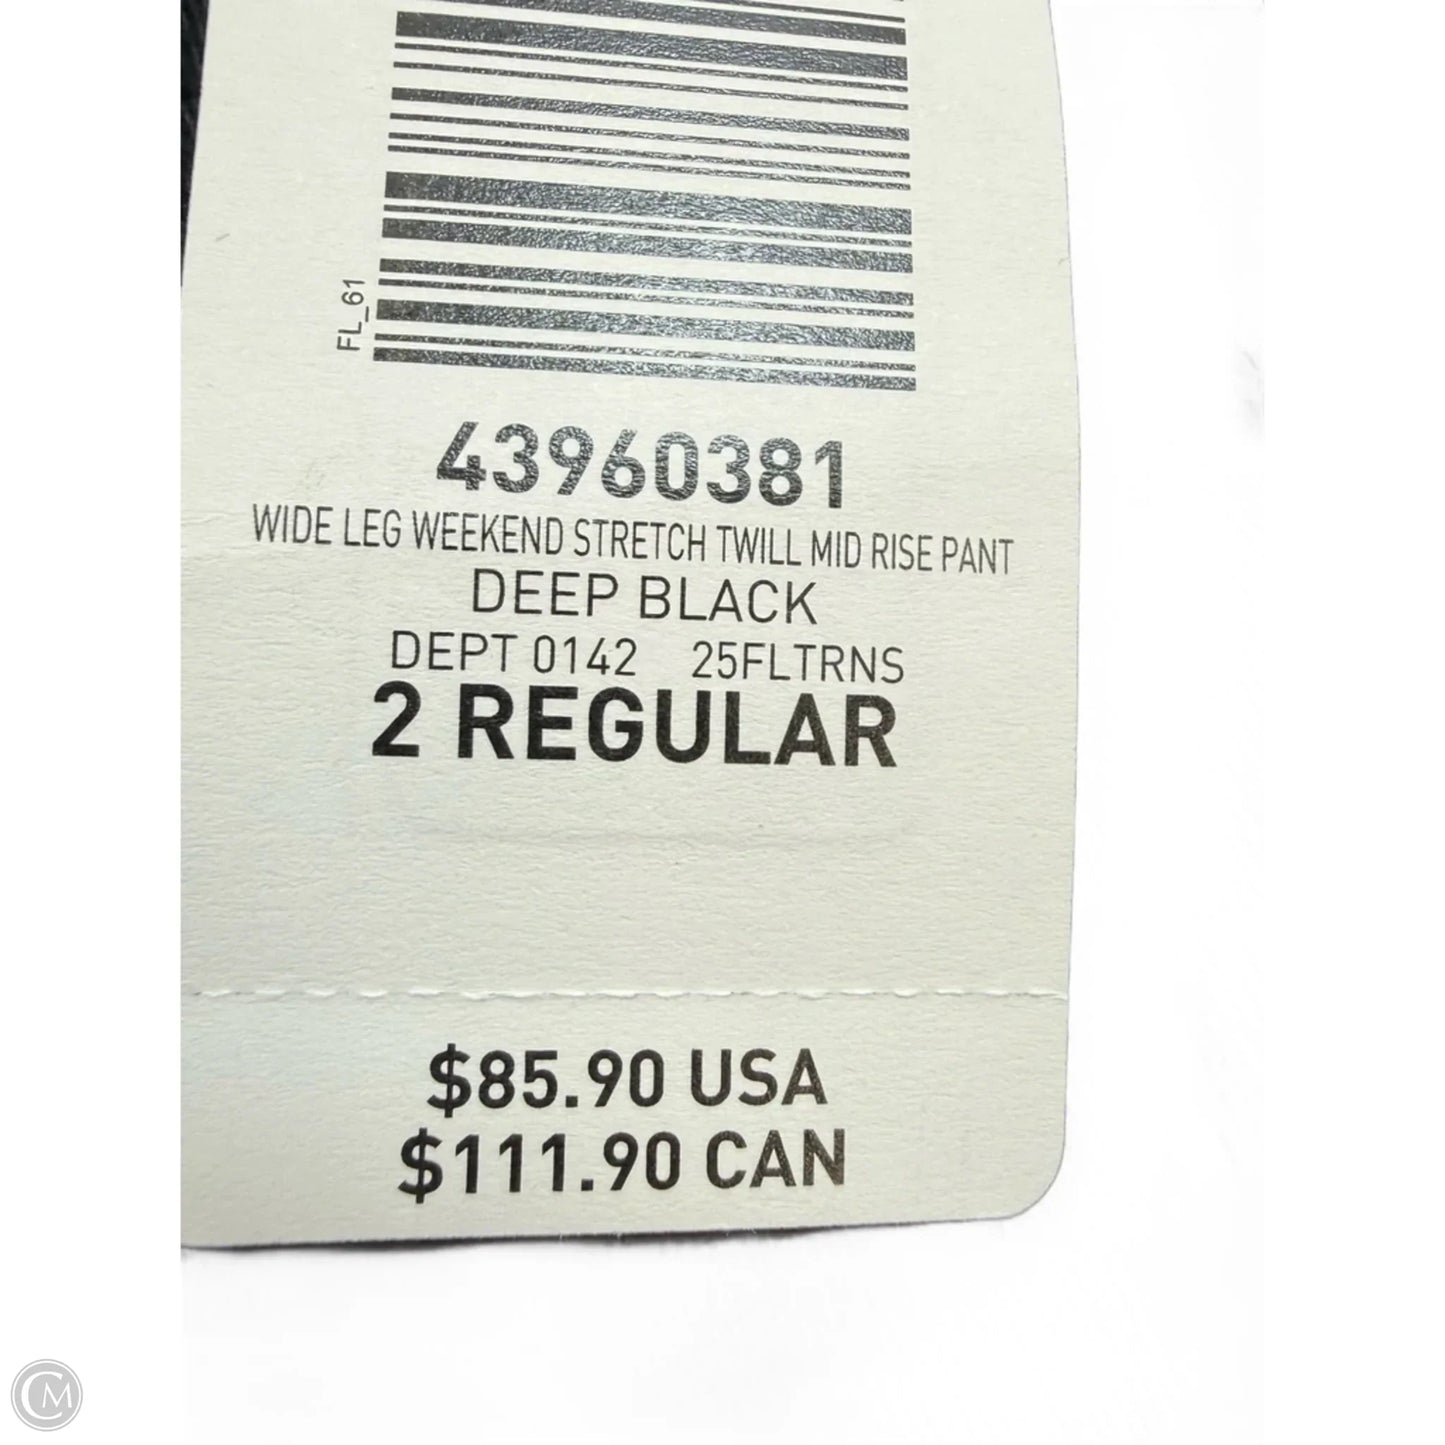 FL_61
43960381
WIDE LEG WEEKEND STRETCH TWILL MID RISE PANT
DEEP BLACK
DEPT 0142 25FLTRNS
2 REGULAR
$85.90 USA
$111.90 CAN
CM